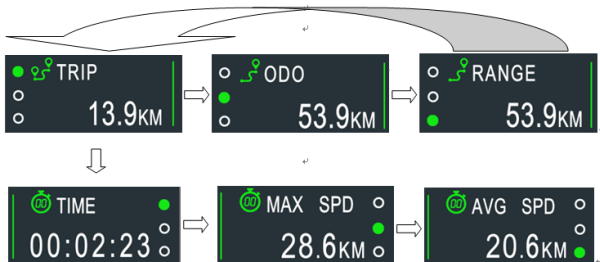 TRIP
13.9KM
ODO
53.9KM
RANGE
53.9KM
TIME
00:02:23
MAX SPD
28.6KM
AVG SPD
20.6KM